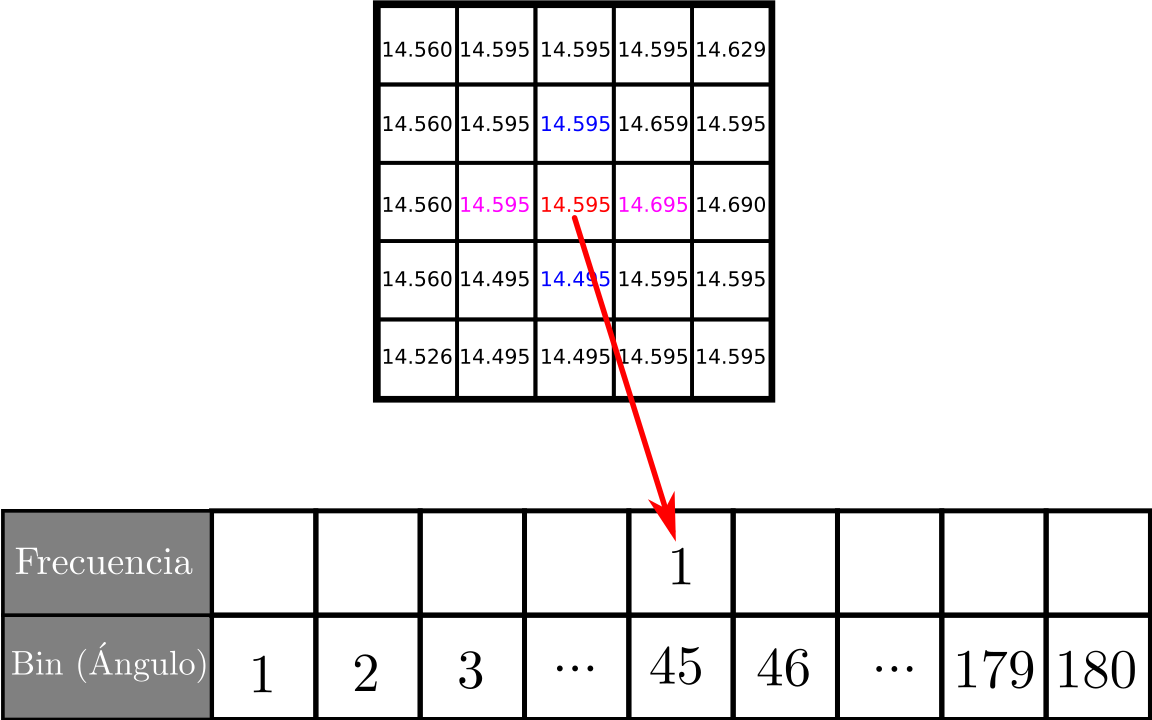 14.560 14.595 14.595 14.595 14.629
14.560 14.595 14.595 14.659 14.595
14.560 14.595 14.595 14.695 14.690
14.560 14.495 14.495 14.595 14.595
14.526 14.495 14.495 14.595 14.595
Frecuencia 1
Bin (Ángulo) 1 2 3 ... 45 46 ... 179 180